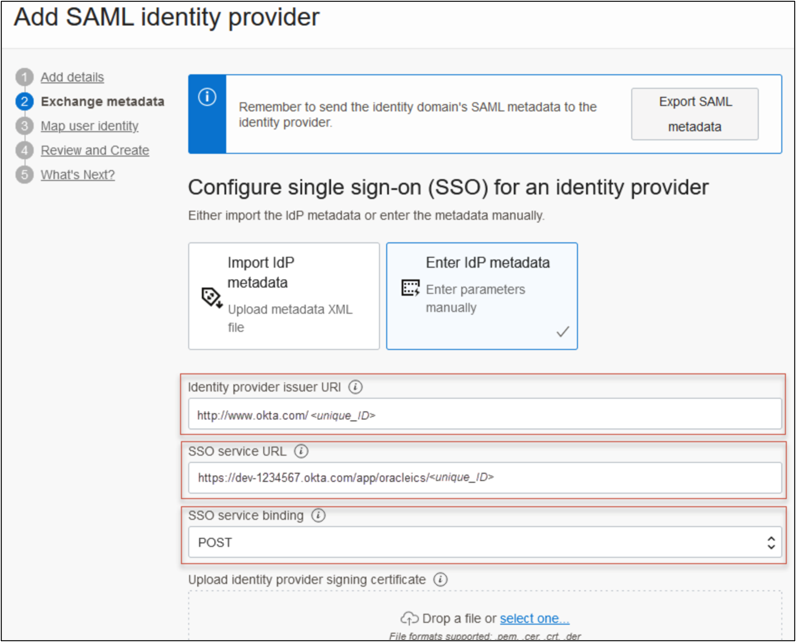 Add SAML identity provider
1 Add details
2 Exchange metadata
3 Map user identity
4 Review and Create
5 What's Next?
Remember to send the identity domain's SAML metadata to the
identity provider.
Export SAML
metadata
Configure single sign-on (SSO) for an identity provider
Either import the IdP metadata or enter the metadata manually.
Import IdP
metadata
Upload metadata XML
file
Enter IdP metadata
Enter parameters
manually
Identity provider issuer URI
http://www.okta.com/ <unique_ID>
SSO service URL
https://dev-1234567.okta.com/app/oracleics/<unique_ID>
SSO service binding
POST
Upload identity provider signing certificate
Drop a file or select one...
File formats supported: .pem, .cer, .crt, .der